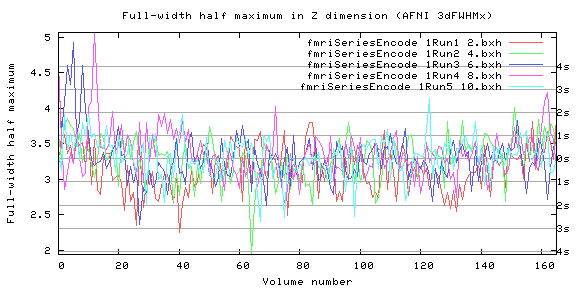 Full-width half maximum in Z dimension (AFNI 3dFWHMx)
Full-width half maximum
fmriSeriesEncode 1Run1 2.bxh
fmriSeriesEncode 1Run2 4.bxh
fmriSeriesEncode 1Run3 6.bxh
fmriSeriesEncode 1Run4 8.bxh
fmriSeriesEncode 1Run5 10.bxh
5
4.5
4
3.5
3
2.5
2
4s
3s
2s
1s
0s
1s
2s
3s
4s
0 20 40 60 80 100 120 140 160
Volume number